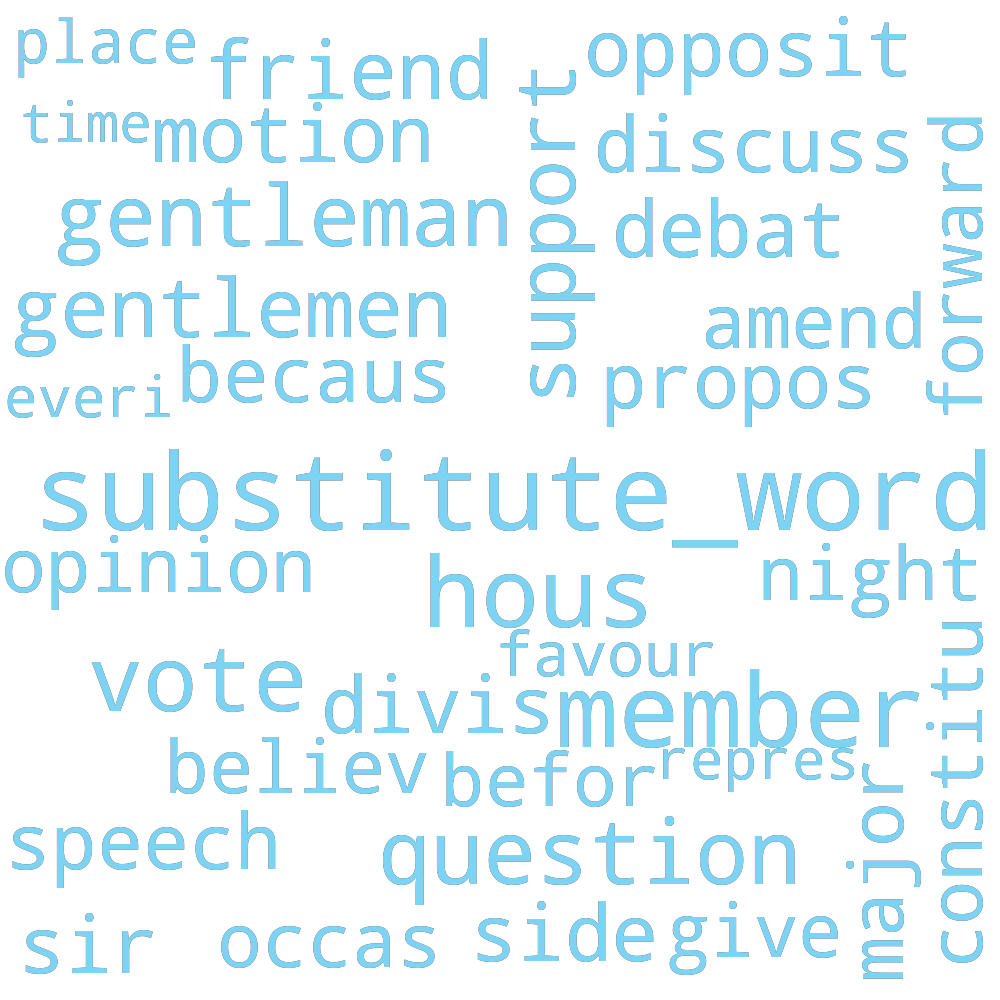 place
friend
opposit
time
motion
support
discuss
forward
gentleman
debat
gentlemen
amend
everi
becaus
propos
substitute_word
opinion
hous
night
favour
vote
divis
member
constitu
believ
befor
repres
major
speech
question
sir
occas
side
give